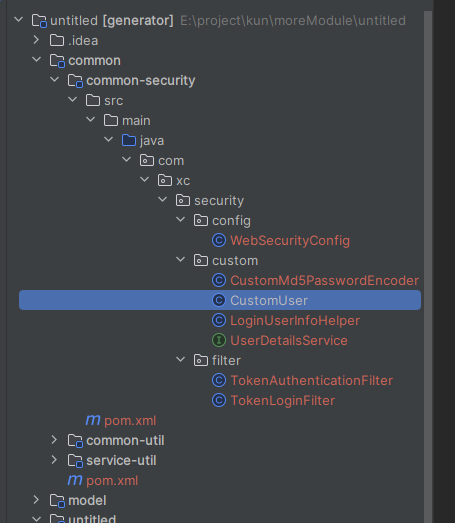 untitled [generator] E:\project\kun\moreModule\untitled
.idea
common
common-security
src
main
java
com
xc
security
config
WebSecurityConfig
custom
CustomMd5PasswordEncoder
CustomUser
LoginUserInfoHelper
UserDetailsService
filter
TokenAuthenticationFilter
TokenLoginFilter
m pom.xml
common-util
service-util
m pom.xml
model
untitled